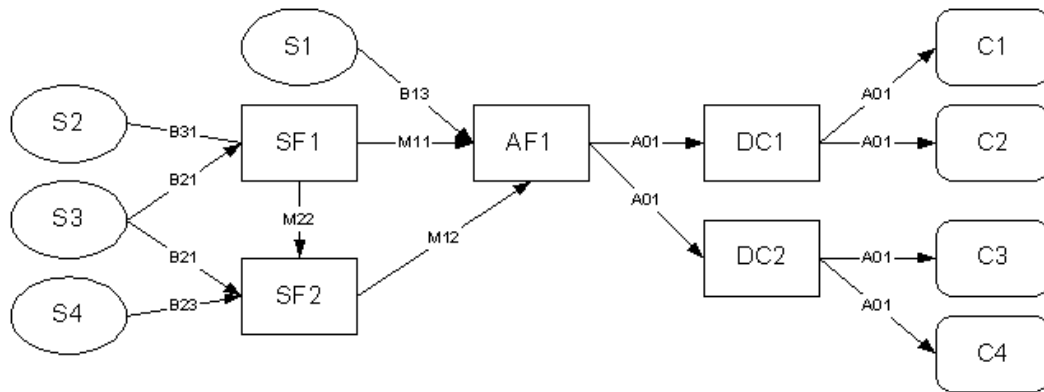 S1
C1
B13
A01
S2
B31
SF1
M11
AF1
A01
DC1
A01
C2
B21
S3
M22
A01
B21
M12
DC2
A01
C3
S4
B23
SF2
A01
C4